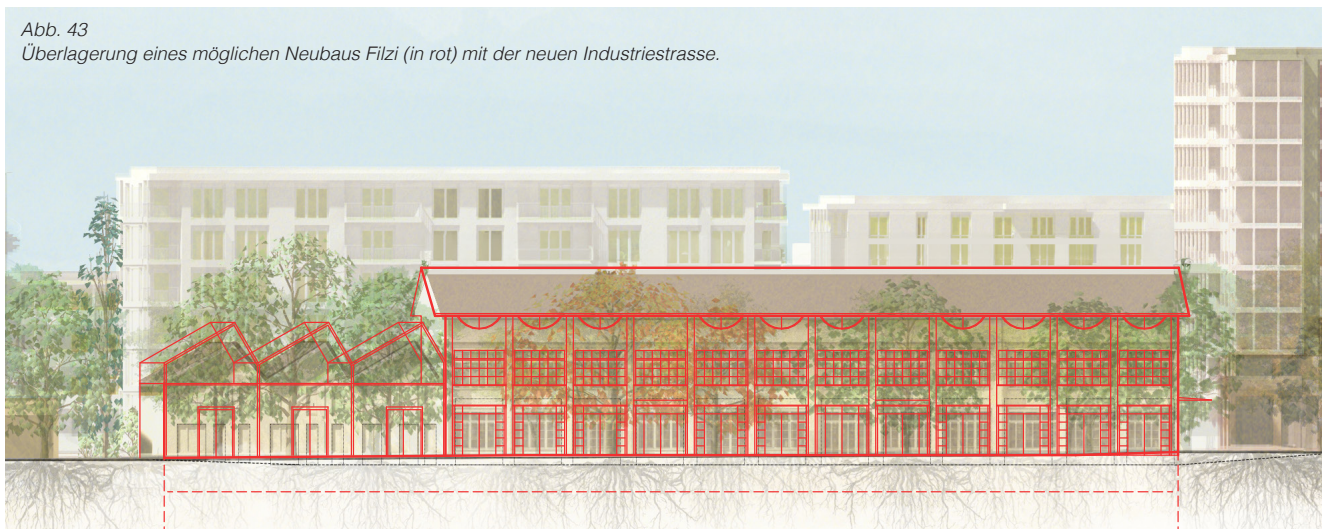 Abb. 43
Überlagerung eines möglichen Neubaus Filzi (in rot) mit der neuen Industriestrasse.